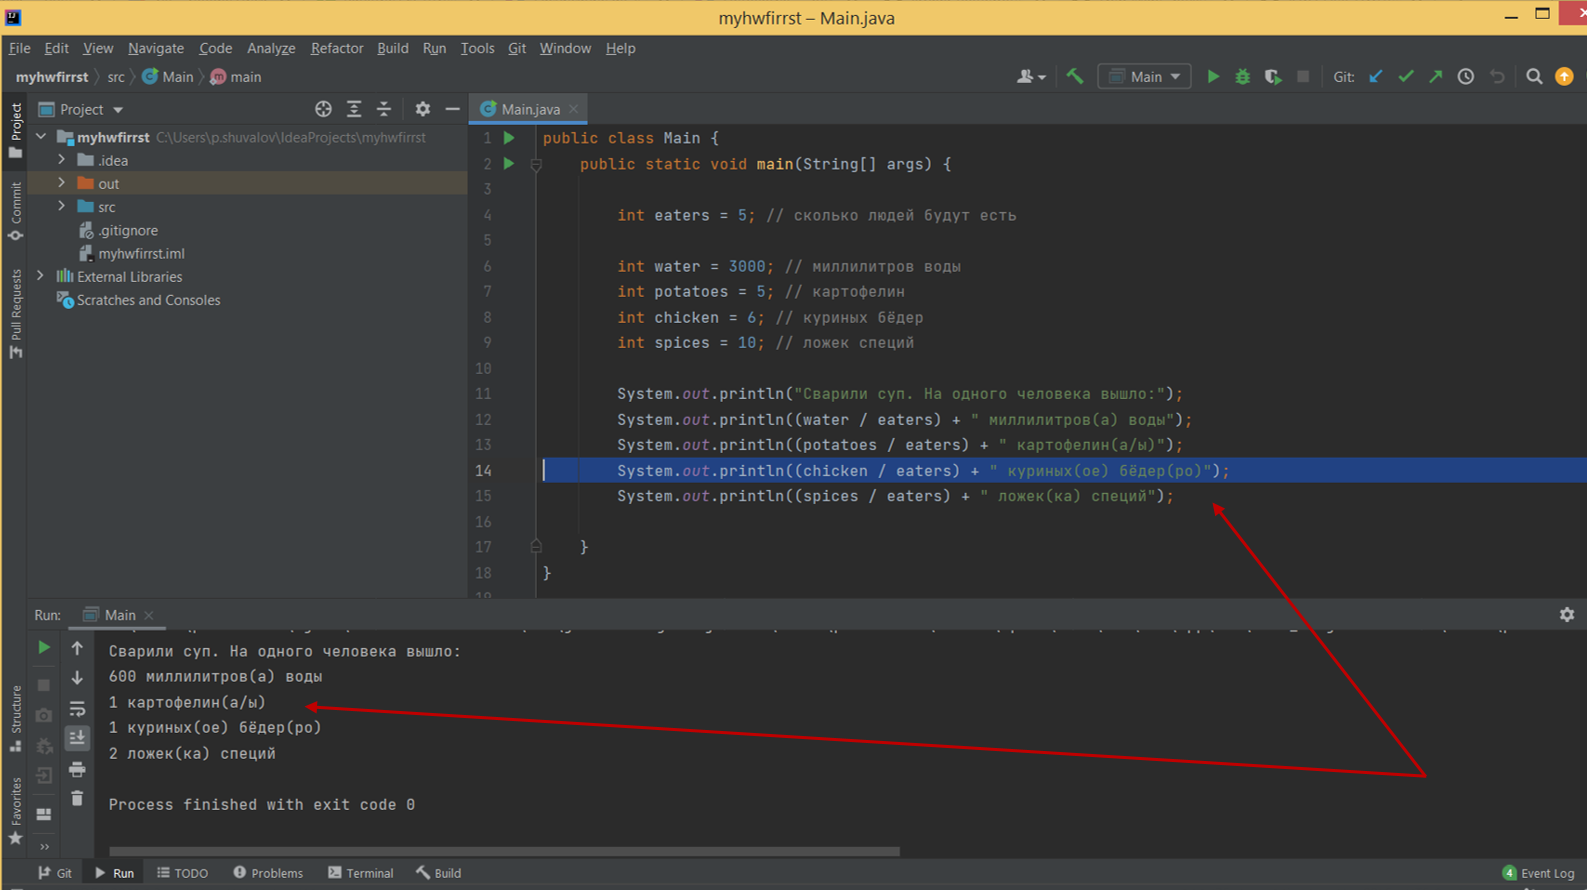 myhwfirrst – Main.java
File Edit View Navigate Code Analyze Refactor Build Run Tools Git Window Help
myhwfirrst src Main main
Main
Git:
Project
Commit
Pull Requests
Structure
Favorites
Project
myhwfirrst C:\Users\p.shuvalov\IdeaProjects\myhwfirrst
.idea
out
src
.gitignore
myhwfirrst.iml
External Libraries
Scratches and Consoles
Main.java
1 public class Main {
2 public static void main(String[] args) {
3
4 int eaters = 5; // сколько людей будут есть
5
6 int water = 3000; // миллилитров воды
7 int potatoes = 5; // картофелин
8 int chicken = 6; // куриных бёдер
9 int spices = 10; // ложек специй
10
11 System.out.println("Сварили суп. На одного человека вышло:");
12 System.out.println((water / eaters) + " миллилитров(а) воды");
13 System.out.println((potatoes / eaters) + " картофелин(а/ы)");
14 System.out.println((chicken / eaters) + " куриных(ое) бёдер(ро)");
15 System.out.println((spices / eaters) + " ложек(ка) специй");
16
17 }
18 }
19
Run: Main
Сварили суп. На одного человека вышло:
600 миллилитров(а) воды
1 картофелин(а/ы)
1 куриных(ое) бёдер(ро)
2 ложек(ка) специй
Process finished with exit code 0
Git Run TODO Problems Terminal Build
4 Event Log